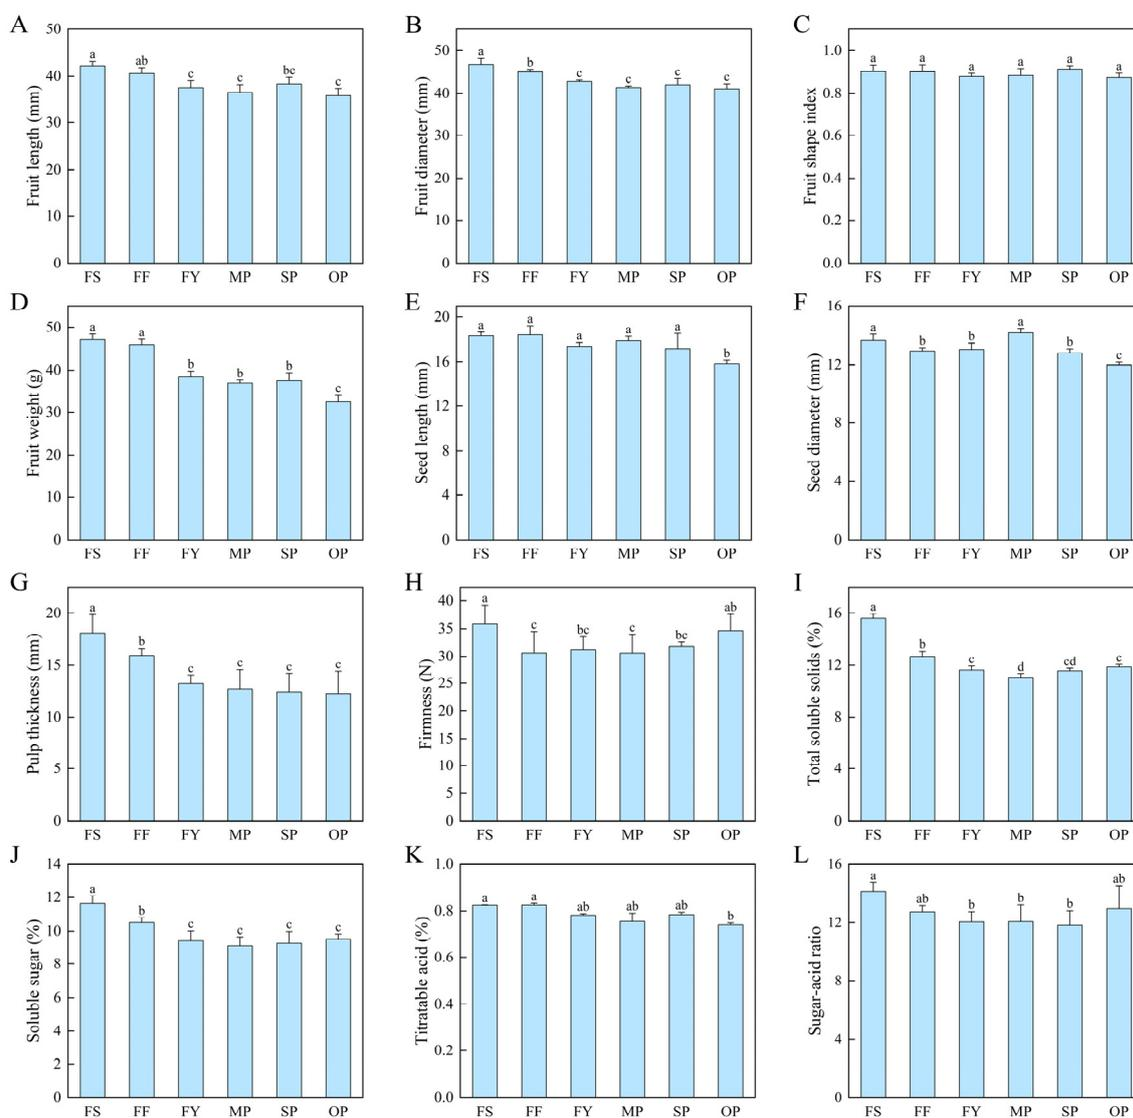 A
Fruit length (mm)
50
40
30
20
10
0
a
ab
c
c
bc
c
FS FF FY MP SP OP
B
Fruit diameter (mm)
50
40
30
20
10
0
a
b
c
c
c
c
FS FF FY MP SP OP
C
Fruit shape index
1.0
0.8
0.6
0.4
0.2
0.0
a
a
a
a
a
a
FS FF FY MP SP OP
D
Fruit weight (g)
50
40
30
20
10
0
a
a
b
b
b
c
FS FF FY MP SP OP
E
Seed length (mm)
20
16
12
8
4
0
a
a
a
a
a
b
FS FF FY MP SP OP
F
Seed diameter (mm)
16
12
8
4
0
a
b
b
a
b
c
FS FF FY MP SP OP
G
Pulp thickness (mm)
20
15
10
5
0
a
b
c
c
c
c
FS FF FY MP SP OP
H
Firmness (N)
40
35
30
25
20
15
10
5
0
a
c
bc
c
bc
ab
FS FF FY MP SP OP
I
Total soluble solids (%)
16
12
8
4
0
a
b
c
d
cd
c
FS FF FY MP SP OP
J
Soluble sugar (%)
14
12
10
8
6
4
2
0
a
b
c
c
c
c
FS FF FY MP SP OP
K
Titratable acid (%)
1.0
0.8
0.6
0.4
0.2
0.0
a
a
ab
ab
ab
b
FS FF FY MP SP OP
L
Sugar-acid ratio
16
12
8
4
0
a
ab
b
b
b
ab
FS FF FY MP SP OP